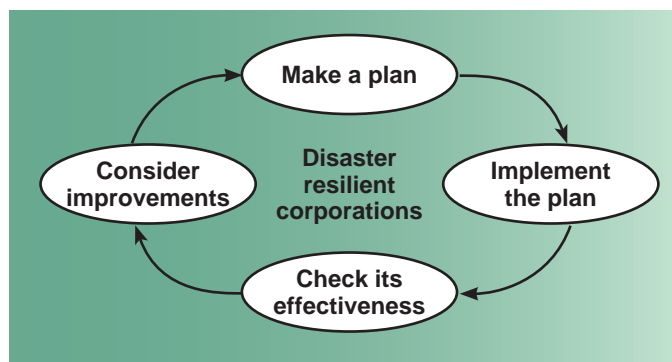 Make a plan
Consider
improvements
Disaster
resilient
corporations
Implement
the plan
Check its
effectiveness